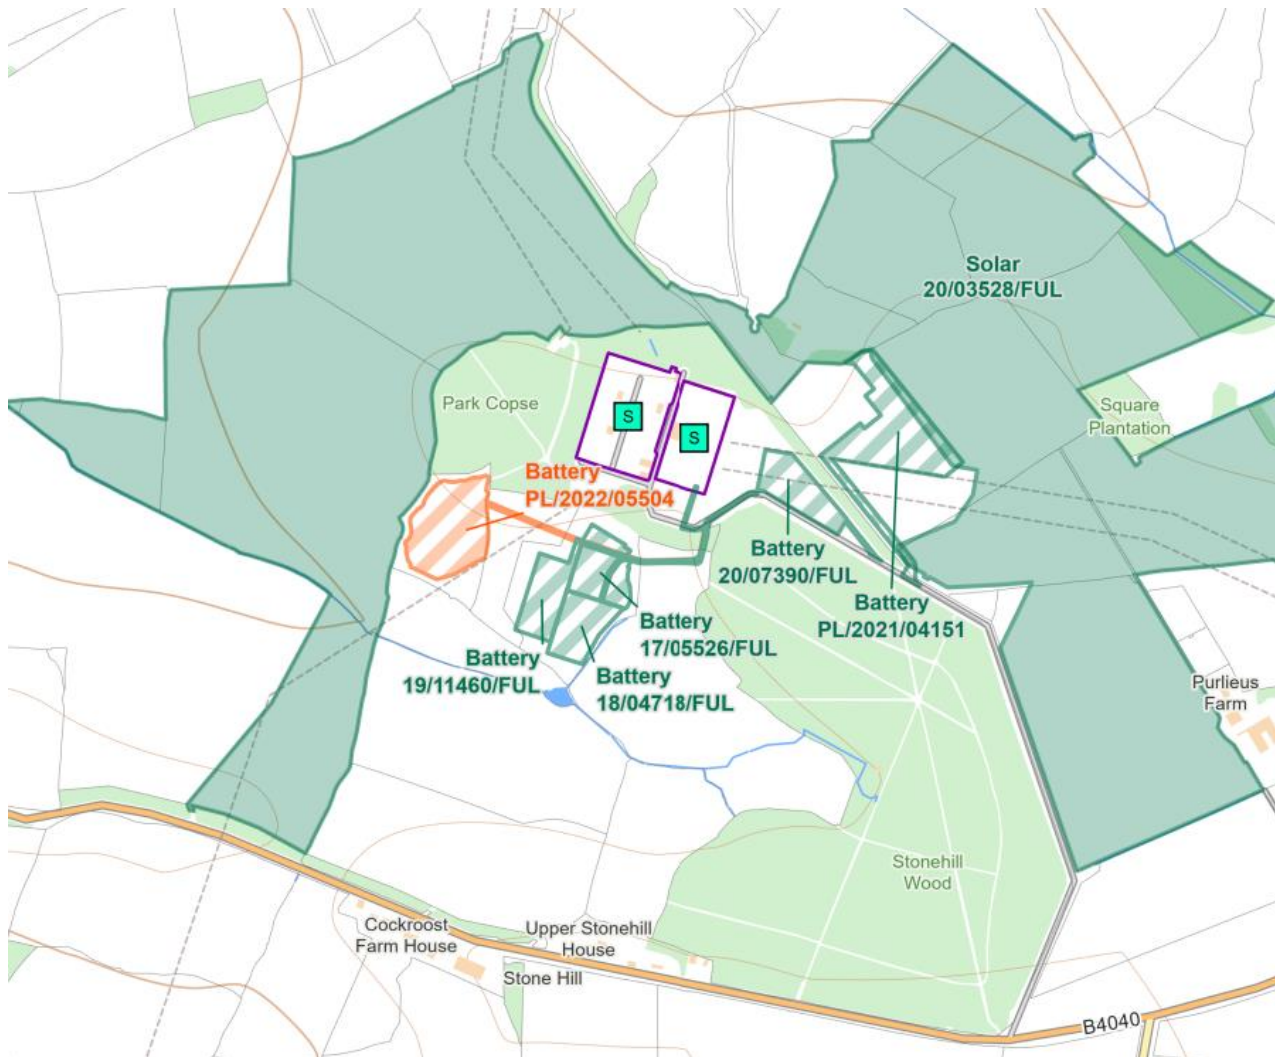 Solar
20/03528/FUL
Park Copse
S
S
Square
Plantation
Battery
PL/2022/05504
Battery
20/07390/FUL
Battery
PL/2021/04151
Battery
17/05526/FUL
Battery
19/11460/FUL
Battery
18/04718/FUL
Purlieus
Farm
Stonehill
Wood
Cockroost
Farm House
Upper Stonehill
House
Stone Hill
B4040